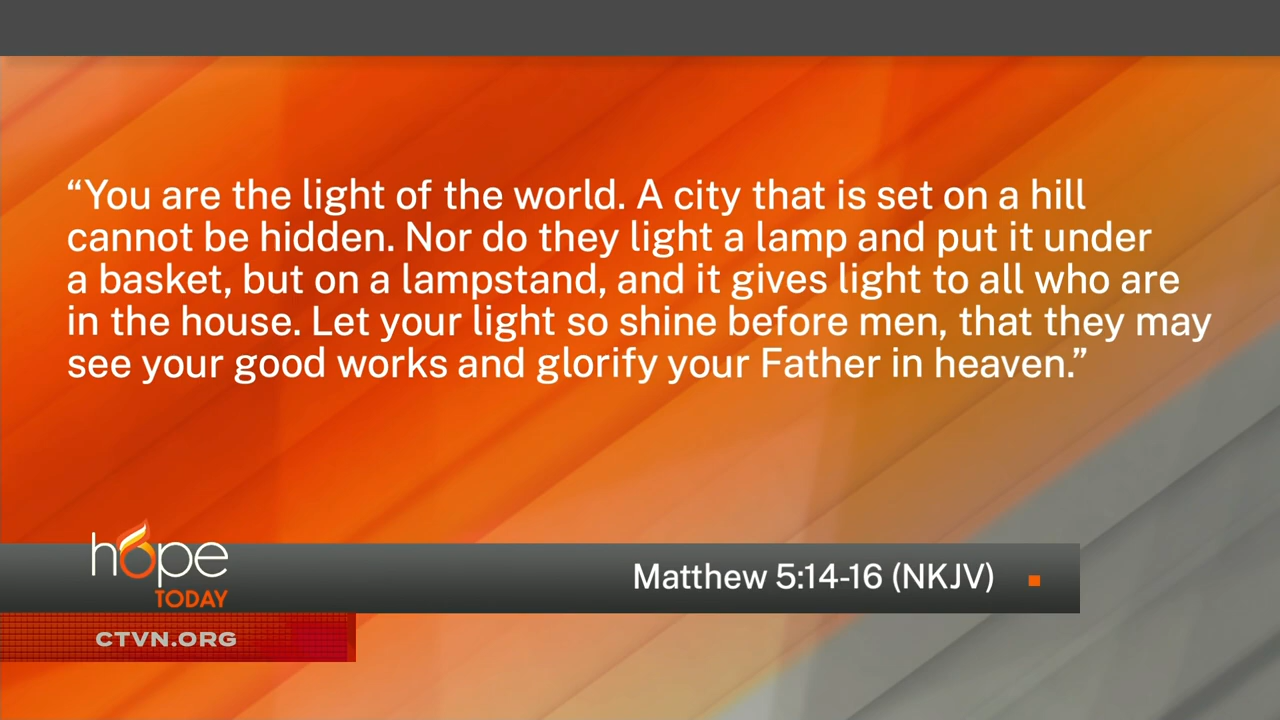 “You are the light of the world. A city that is set on a hill
cannot be hidden. Nor do they light a lamp and put it under
a basket, but on a lampstand, and it gives light to all who are
in the house. Let your light so shine before men, that they may
see your good works and glorify your Father in heaven.”
hope
TODAY
Matthew 5:14-16 (NKJV)
CTVN.ORG